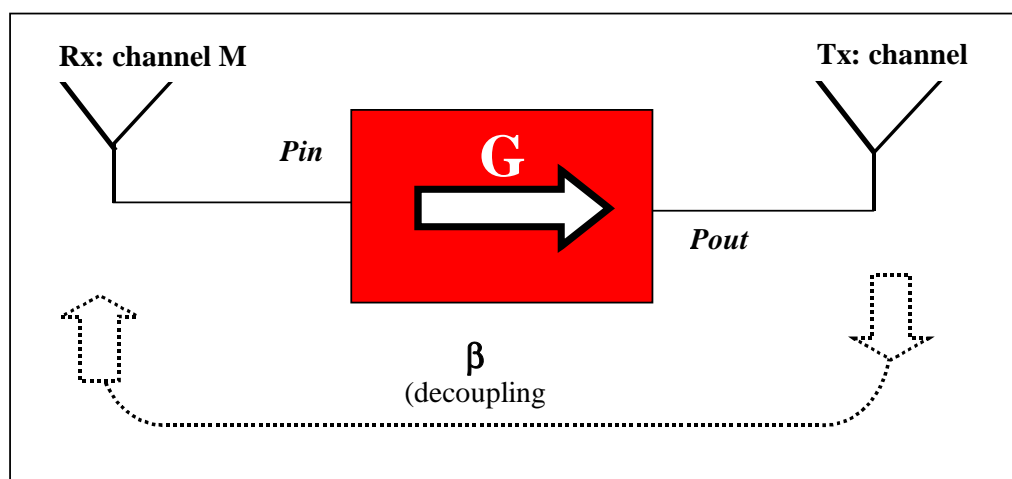 Rx: channel M
Tx: channel
Pin
G
Pout
β
(decoupling